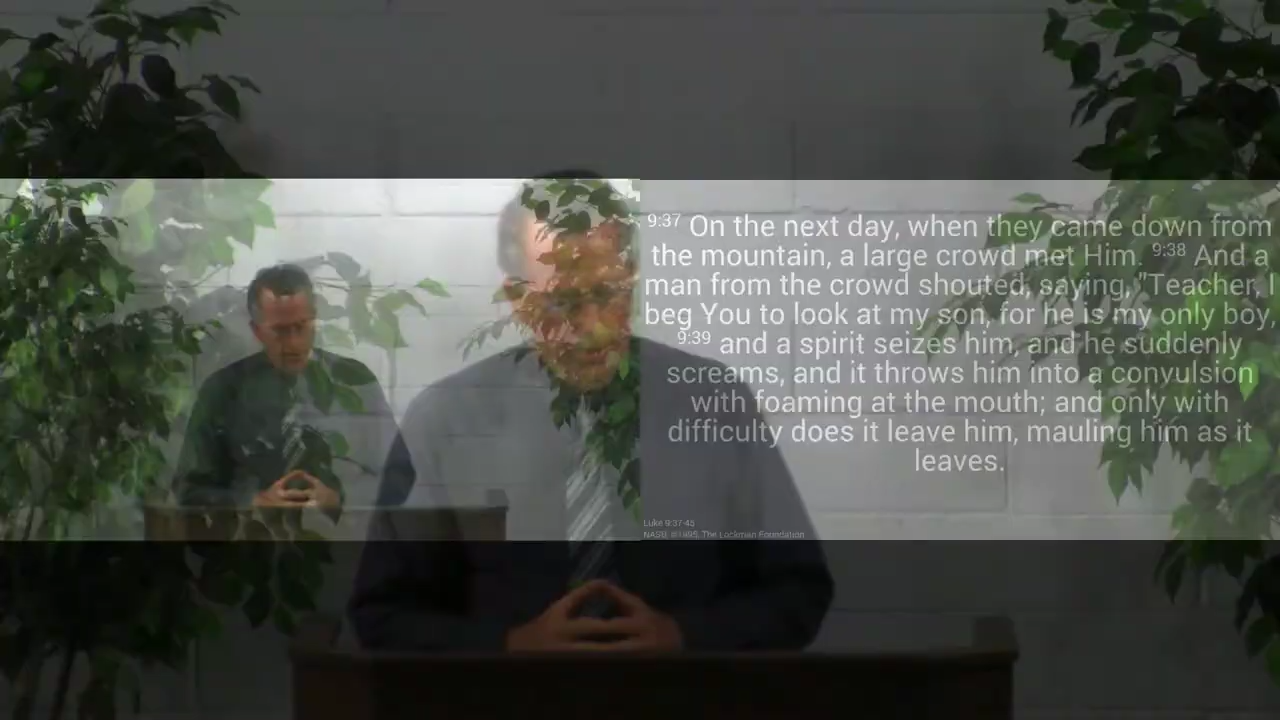 9:37 On the next day, when they came down from
the mountain, a large crowd met Him. 9:38 And a
man from the crowd shouted, saying, "Teacher, I
beg You to look at my son, for he is my only boy,
9:39 and a spirit seizes him, and he suddenly
screams, and it throws him into a convulsion
with foaming at the mouth; and only with
difficulty does it leave him, mauling him as it
leaves.
Luke 9:37-45
NASB, ©1995, The Lockman Foundation